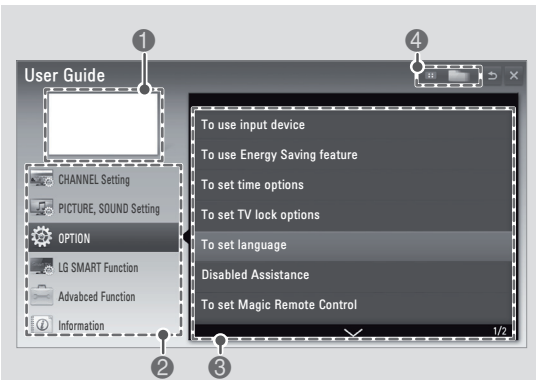 1
4
User Guide
To use input device
To use Energy Saving feature
To set time options
To set TV lock options
To set language
Disabled Assistance
To set Magic Remote Control
1/2
CHANNEL Setting
PICTURE, SOUND Setting
OPTION
LG SMART Function
Advabced Function
Information
2
3